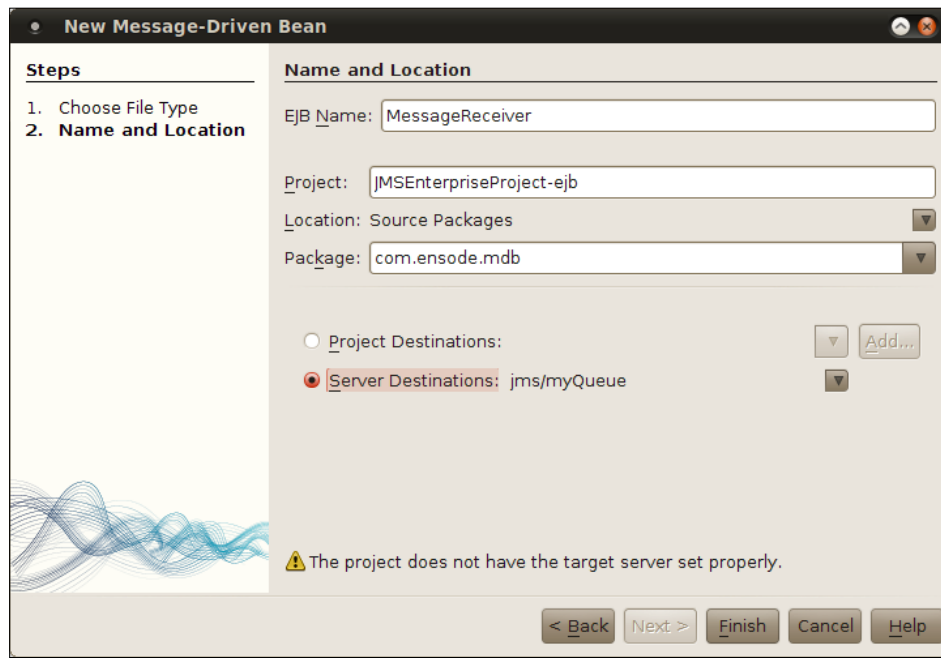 New Message-Driven Bean
Steps
1. Choose File Type
2. Name and Location
Name and Location
EJB Name: MessageReceiver
Project: JMSEnterpriseProject-ejb
Location: Source Packages
Package: com.ensode.mdb
Project Destinations: Add...
Server Destinations: jms/myQueue
The project does not have the target server set properly.
< Back Next > Finish Cancel Help